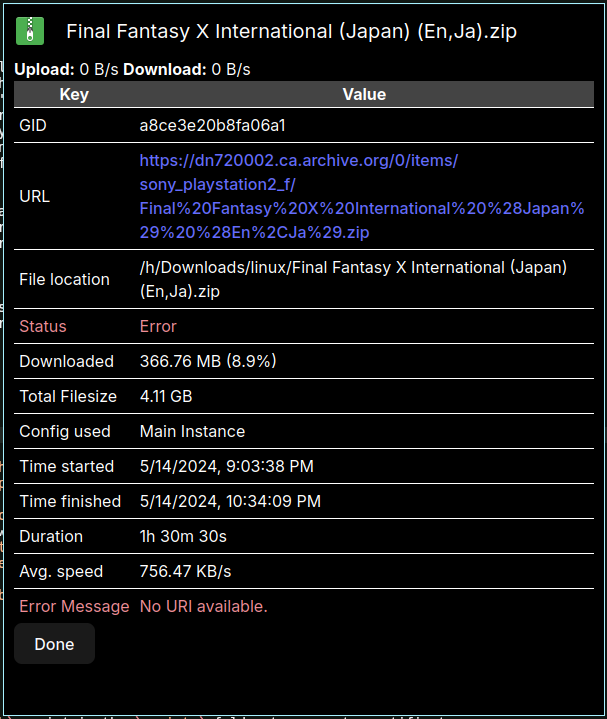 Final Fantasy X International (Japan) (En,Ja).zip
Upload: 0 B/s Download: 0 B/s
Key Value
GID a8ce3e20b8fa06a1
URL https://dn720002.ca.archive.org/0/items/
sony_playstation2_f/
Final%20Fantasy%20X%20International%20%28Japan%
29%20%28En%2CJa%29.zip
File location /h/Downloads/linux/Final Fantasy X International (Japan)
(En,Ja).zip
Status Error
Downloaded 366.76 MB (8.9%)
Total Filesize 4.11 GB
Config used Main Instance
Time started 5/14/2024, 9:03:38 PM
Time finished 5/14/2024, 10:34:09 PM
Duration 1h 30m 30s
Avg. speed 756.47 KB/s
Error Message No URI available.
Done